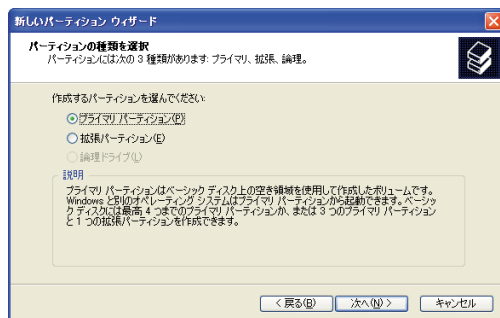 新しいパーティション ウィザード
パーティションの種類を選択
パーティションには次の 3 種類があります: プライマリ、拡張、論理。
作成するパーティションを選んでください:
プライマリ パーティション(P)
拡張パーティション(E)
論理ドライブ(L)
説明
プライマリ パーティションはベーシック ディスク上の空き領域を使用して作成したボリュームです。
Windows と別のオペレーティング システムはプライマリ パーティションから起動できます。ベーシッ
ク ディスクには最高 4 つまでのプライマリ パーティションか、または 3 つのプライマリ パーティション
と 1 つの拡張パーティションを作成できます。
< 戻る(B)
次へ(N) >
キャンセル